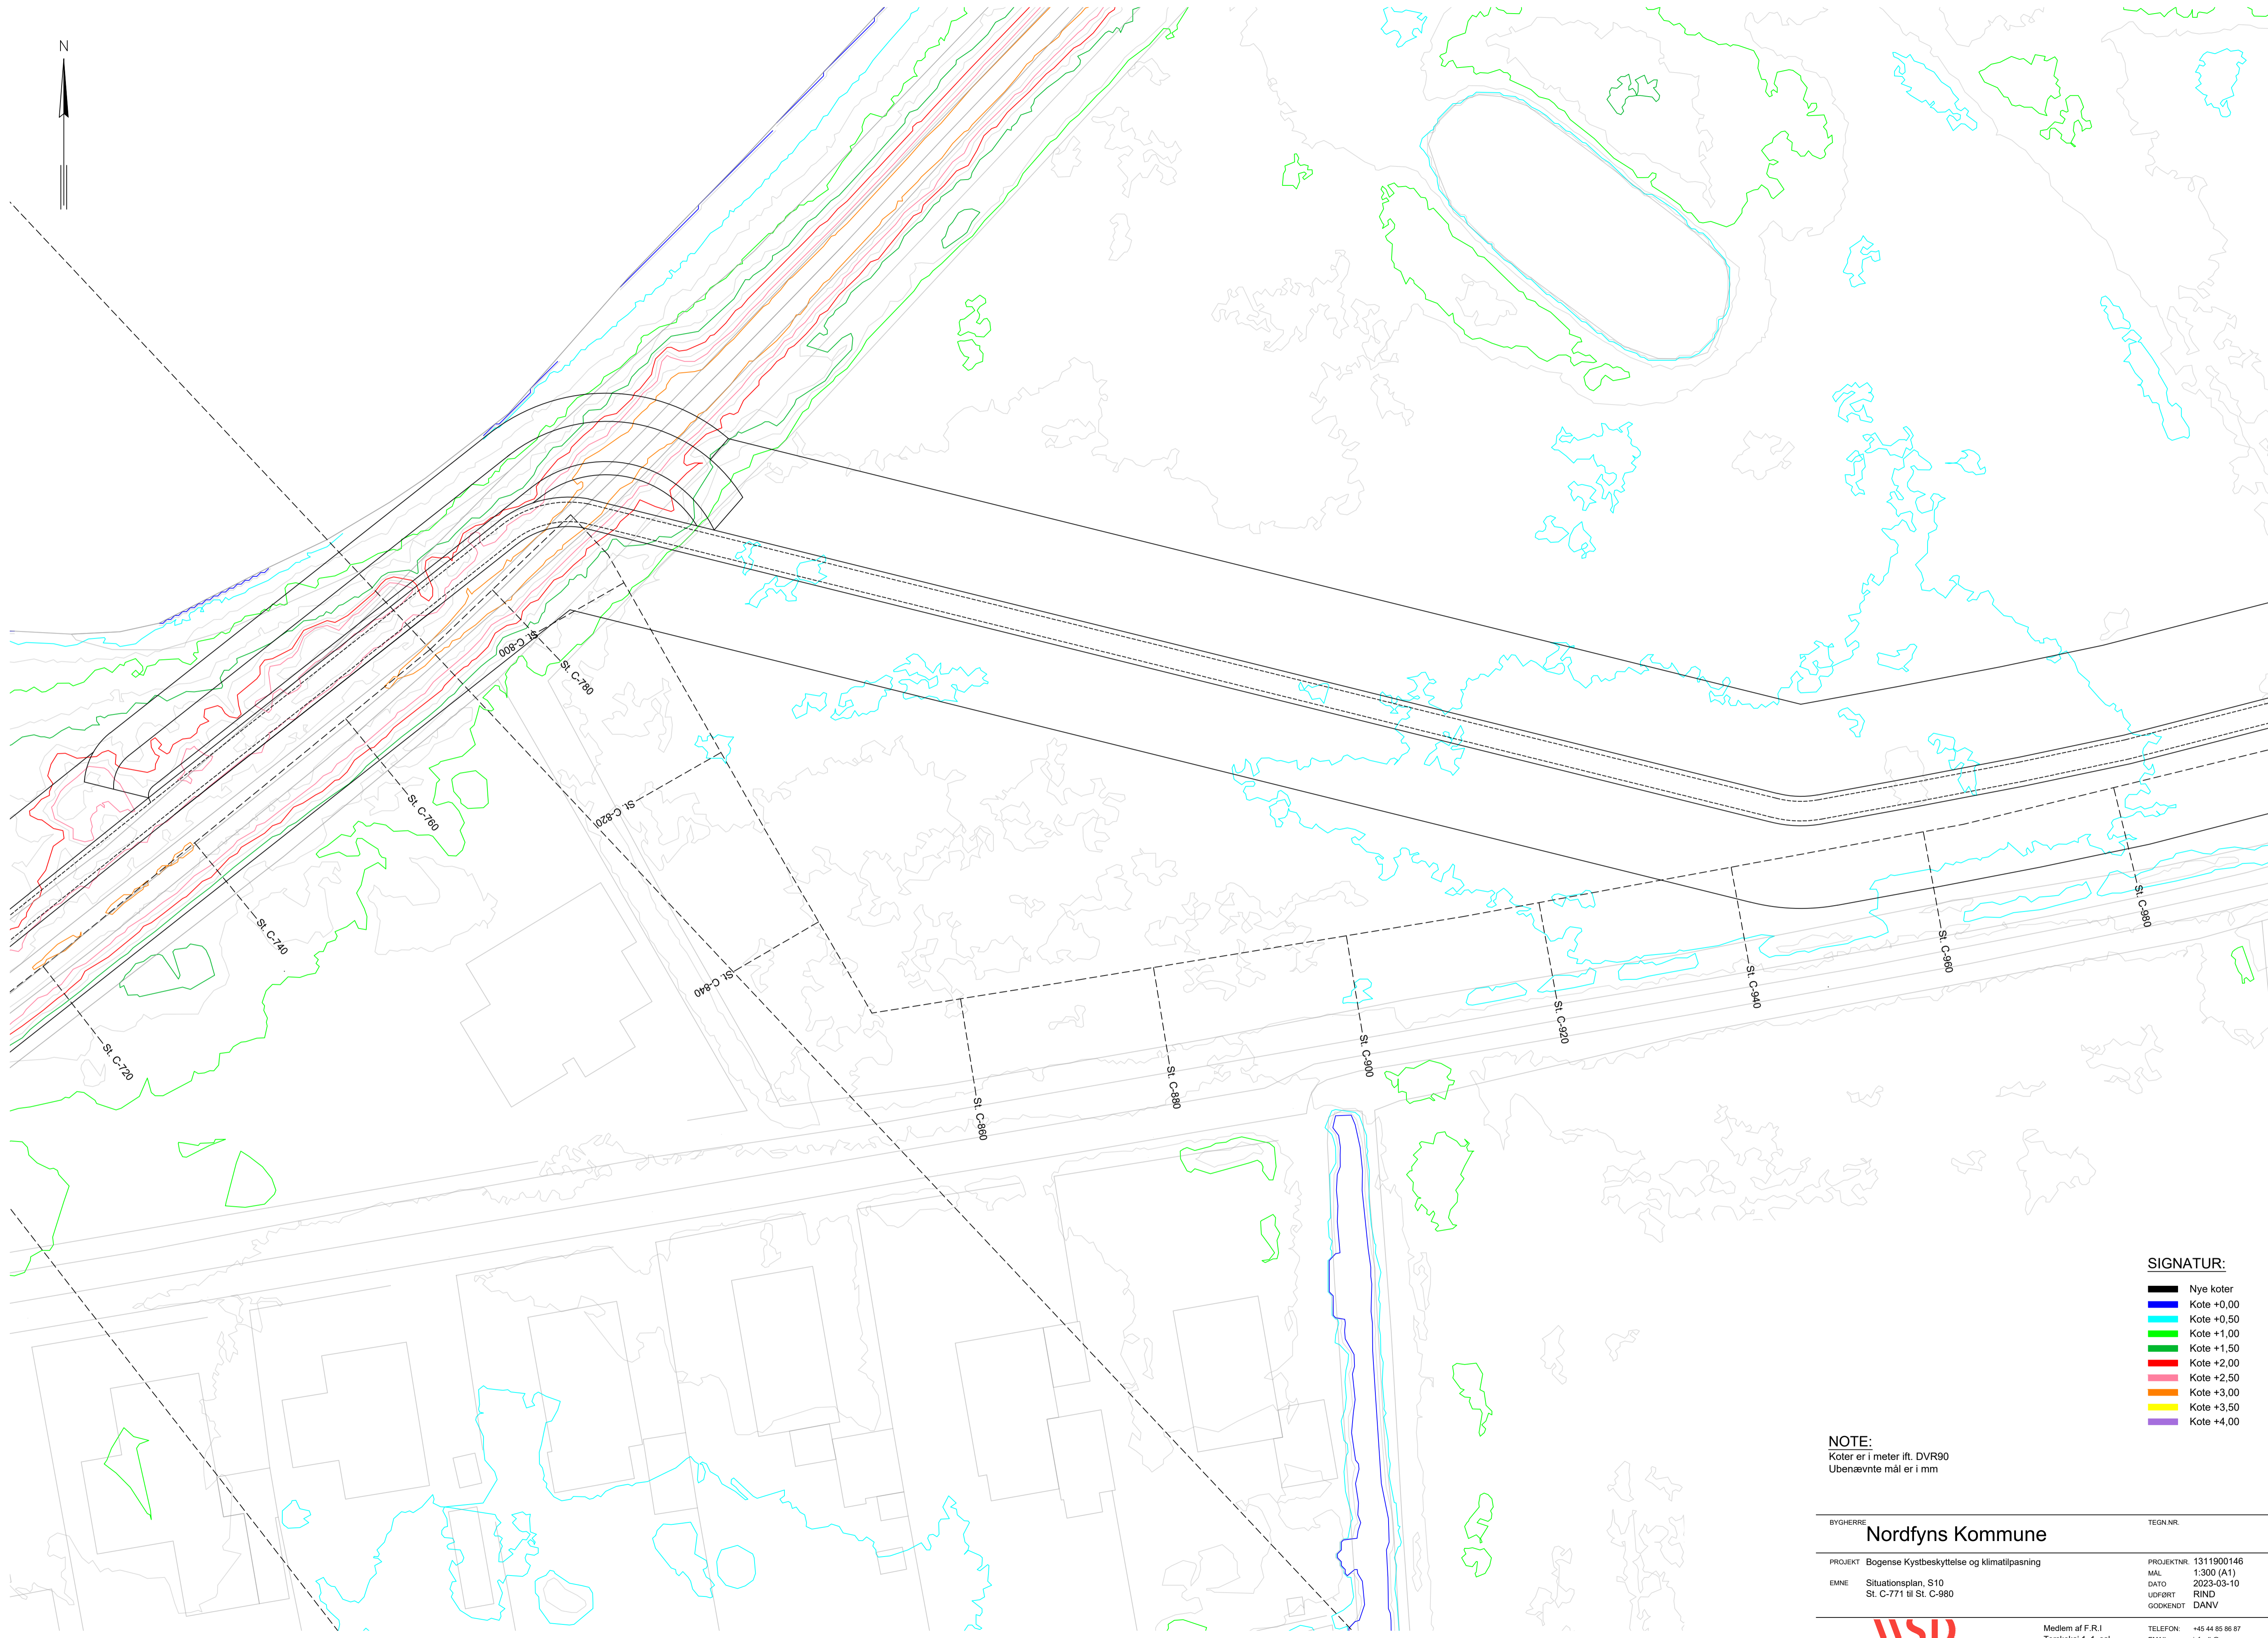 N
St. C-800
St. C-780
St. C-760
St. C-820
St. C-740
St. C-720
St. C-840
St. C-860
St. C-880
St. C-900
St. C-920
St. C-940
St. C-960
St. C-980
SIGNATUR:
Nye koter
Kote +0,00
Kote +0,50
Kote +1,00
Kote +1,50
Kote +2,00
Kote +2,50
Kote +3,00
Kote +3,50
Kote +4,00
NOTE:
Koter er i meter ift. DVR90
Ubenævnte mål er i mm
BYGHERRE Nordfyns Kommune
TEGN.NR.
PROJEKT Bogense Kystbeskyttelse og klimatilpasning
EMNE Situationsplan, S10
St. C-771 til St. C-980
PROJEKTNR. 1311900146
MÅL 1:300 (A1)
DATO 2023-03-10
UDFØRT RIND
GODKENDT DANV
WSP
Medlem af F.R.I
TELEFON: +45 44 85 86 87